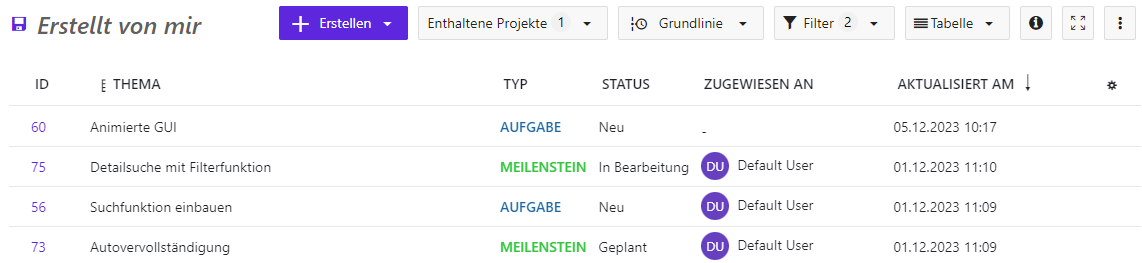 Erstellt von mir Erstellen Enthaltene Projekte 1 Grundlinie Filter 2 Tabelle
ID THEMA TYP STATUS ZUGEWIESEN AN AKTUALISIERT AM
60 Animierte GUI AUFGABE Neu - 05.12.2023 10:17
75 Detailsuche mit Filterfunktion MEILENSTEIN In Bearbeitung DU Default User 01.12.2023 11:10
56 Suchfunktion einbauen AUFGABE Neu DU Default User 01.12.2023 11:09
73 Autovervollständigung MEILENSTEIN Geplant DU Default User 01.12.2023 11:09